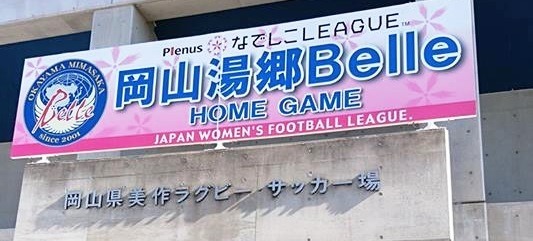 Plenus なでしこLEAGUE™
OKAYAMA MIMASAKA
Belle
since 2001
岡山湯郷Belle
HOME GAME
JAPAN WOMEN'S FOOTBALL LEAGUE.
岡山県美作ラグビー・サッカー場